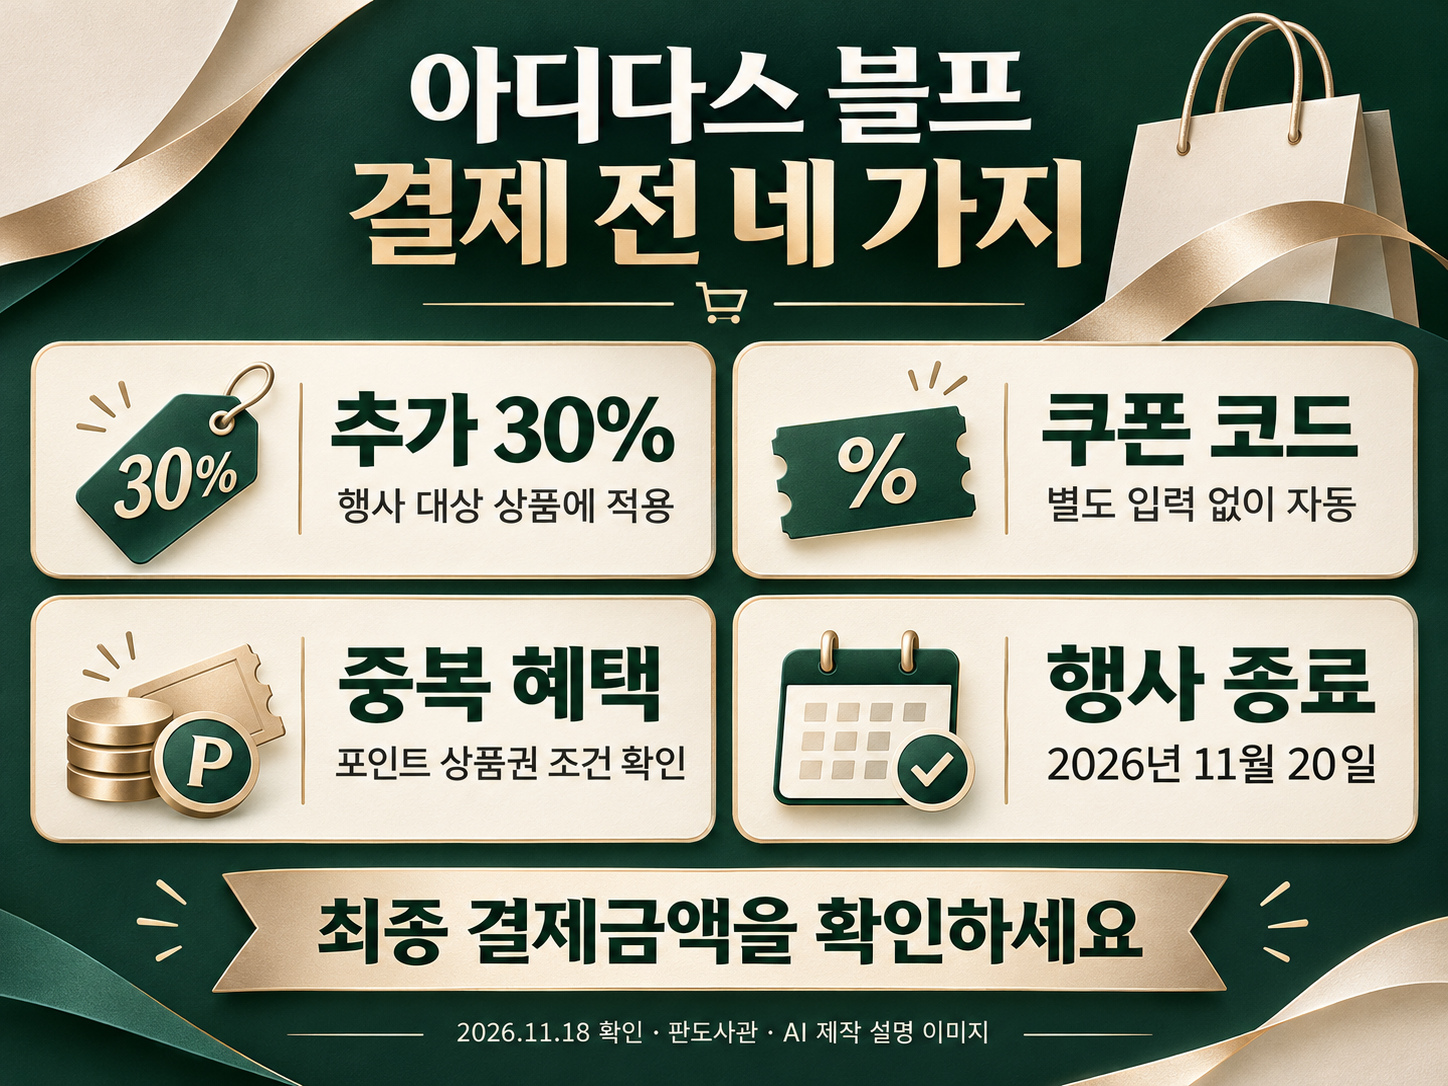 아디다스 블프
결제 전 네 가지
30%
추가 30%
행사 대상 상품에 적용
%
쿠폰 코드
별도 입력 없이 자동
P
중복 혜택
포인트 상품권 조건 확인
행사 종료
2026년 11월 20일
최종 결제금액을 확인하세요
2026.11.18 확인 · 판도사관 · AI 제작 설명 이미지